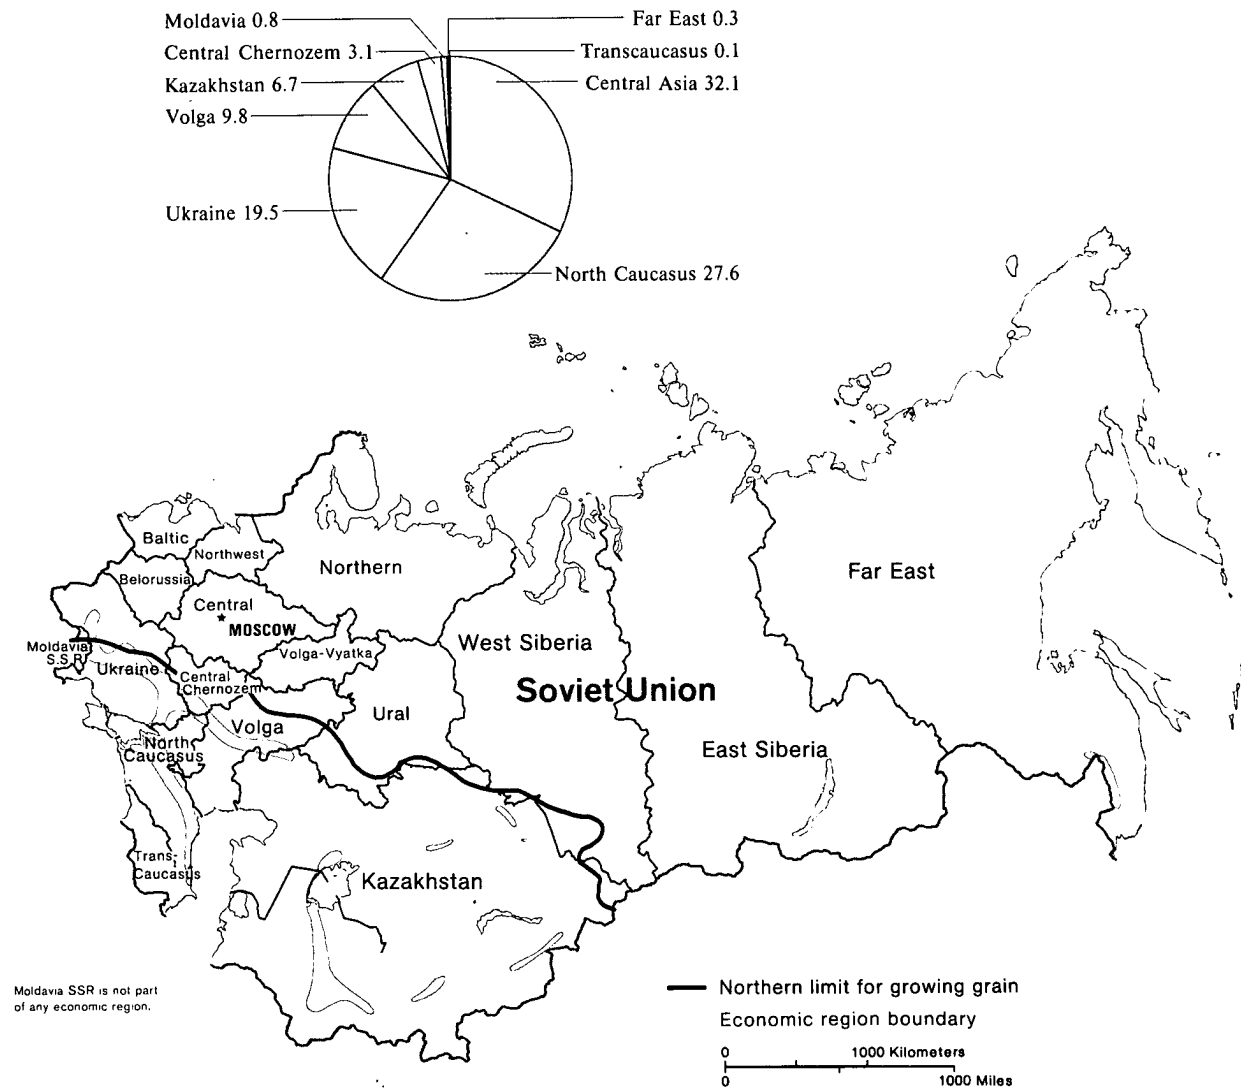 Moldavia 0.8
Far East 0.3
Central Chernozem 3.1
Transcaucasus 0.1
Kazakhstan 6.7
Central Asia 32.1
Volga 9.8
Ukraine 19.5
North Caucasus 27.6
Baltic
Northwest
Northern
Belorussia
Far East
Central
MOSCOW
West Siberia
Moldavia
S.S.R.
Volga-Vyatka
Ukraine
Central
Chernozem
Soviet Union
Ural
Volga
North
Caucasus
East Siberia
Trans-
Caucasus
Kazakhstan
Moldavia SSR is not part
of any economic region.
Northern limit for growing grain
Economic region boundary
0 1000 Kilometers
0 1000 Miles